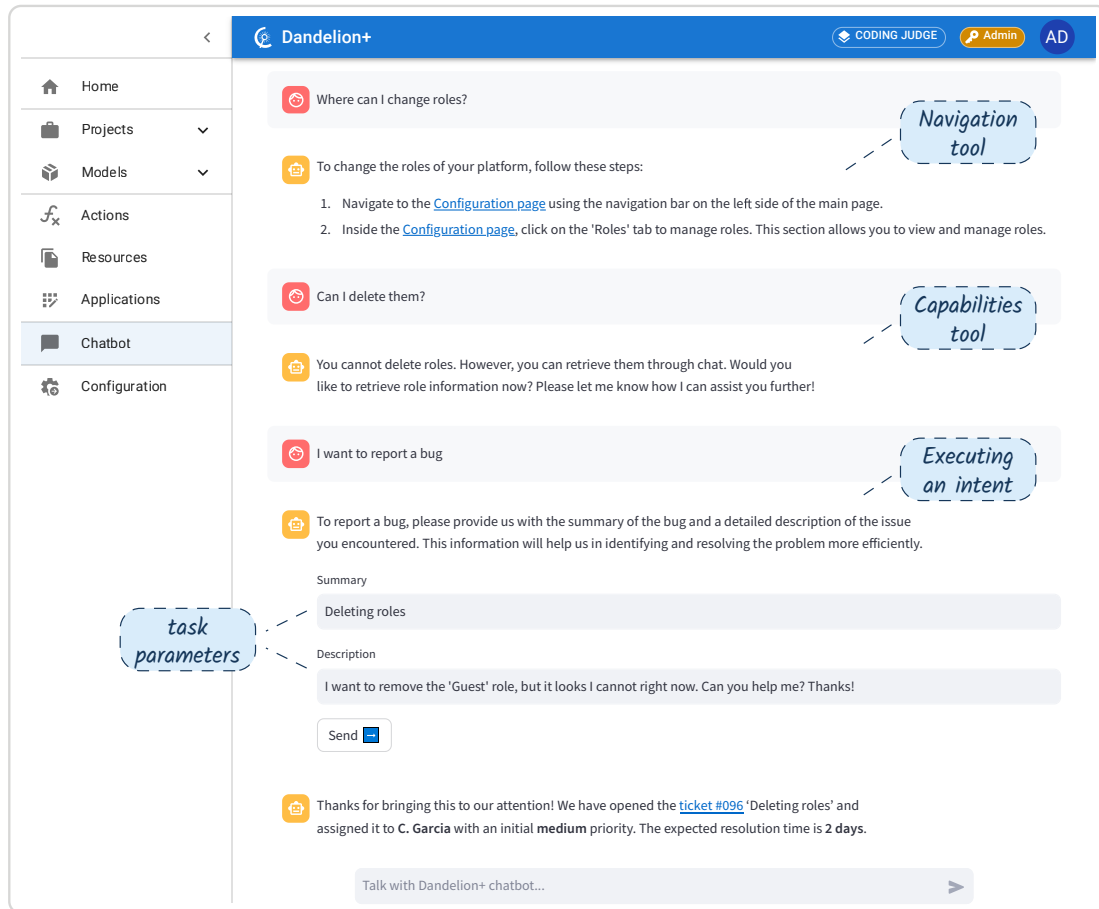 Dandelion+
CODING JUDGE
Admin
AD
Home
Projects
Models
Actions
Resources
Applications
Chatbot
Configuration
Where can I change roles?
Navigation
tool
To change the roles of your platform, follow these steps:
1. Navigate to the Configuration page using the navigation bar on the left side of the main page.
2. Inside the Configuration page, click on the 'Roles' tab to manage roles. This section allows you to view and manage roles.
Can I delete them?
Capabilities
tool
You cannot delete roles. However, you can retrieve them through chat. Would you
like to retrieve role information now? Please let me know how I can assist you further!
I want to report a bug
Executing
an intent
To report a bug, please provide us with the summary of the bug and a detailed description of the issue
you encountered. This information will help us in identifying and resolving the problem more efficiently.
Summary
Deleting roles
task
parameters
Description
I want to remove the 'Guest' role, but it looks I cannot right now. Can you help me? Thanks!
Send
Thanks for bringing this to our attention! We have opened the ticket #096 ‘Deleting roles’ and
assigned it to C. Garcia with an initial medium priority. The expected resolution time is 2 days.
Talk with Dandelion+ chatbot...